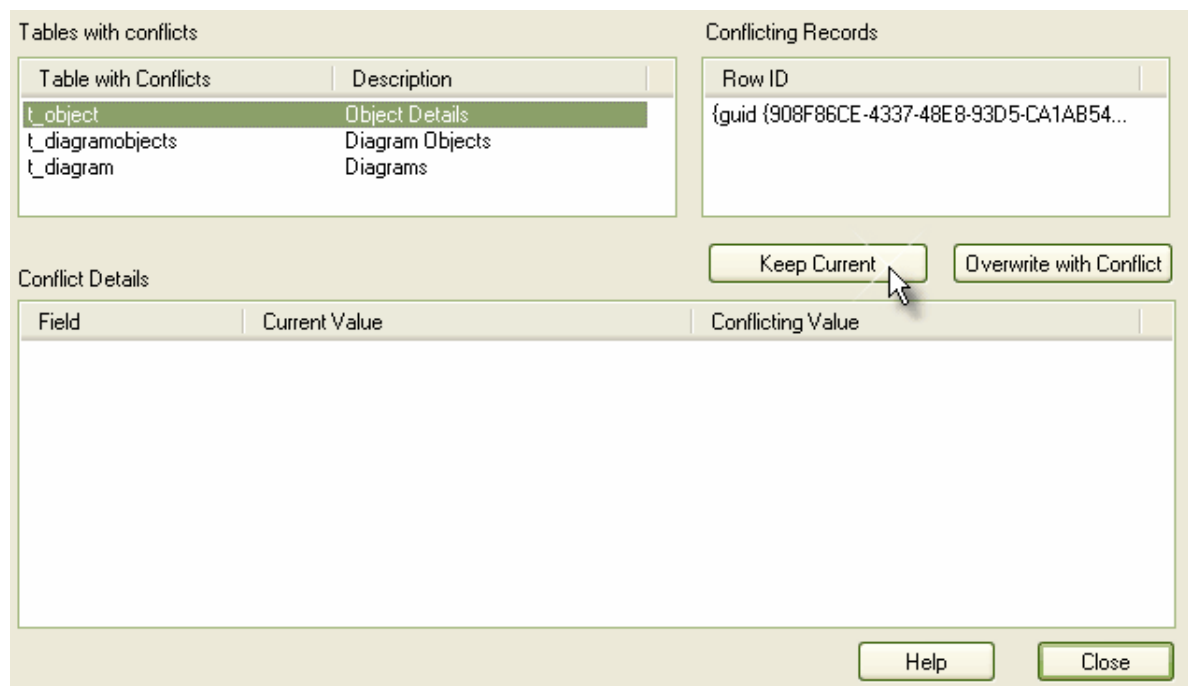 Tables with conflicts
Conflicting Records
Table with Conflicts Description
Row ID
t_object Object Details
{guid {908F86CE-4337-48E8-93D5-CA1AB54...
t_diagramobjects Diagram Objects
t_diagram Diagrams
Keep Current Overwrite with Conflict
Conflict Details
Field Current Value Conflicting Value
Help Close